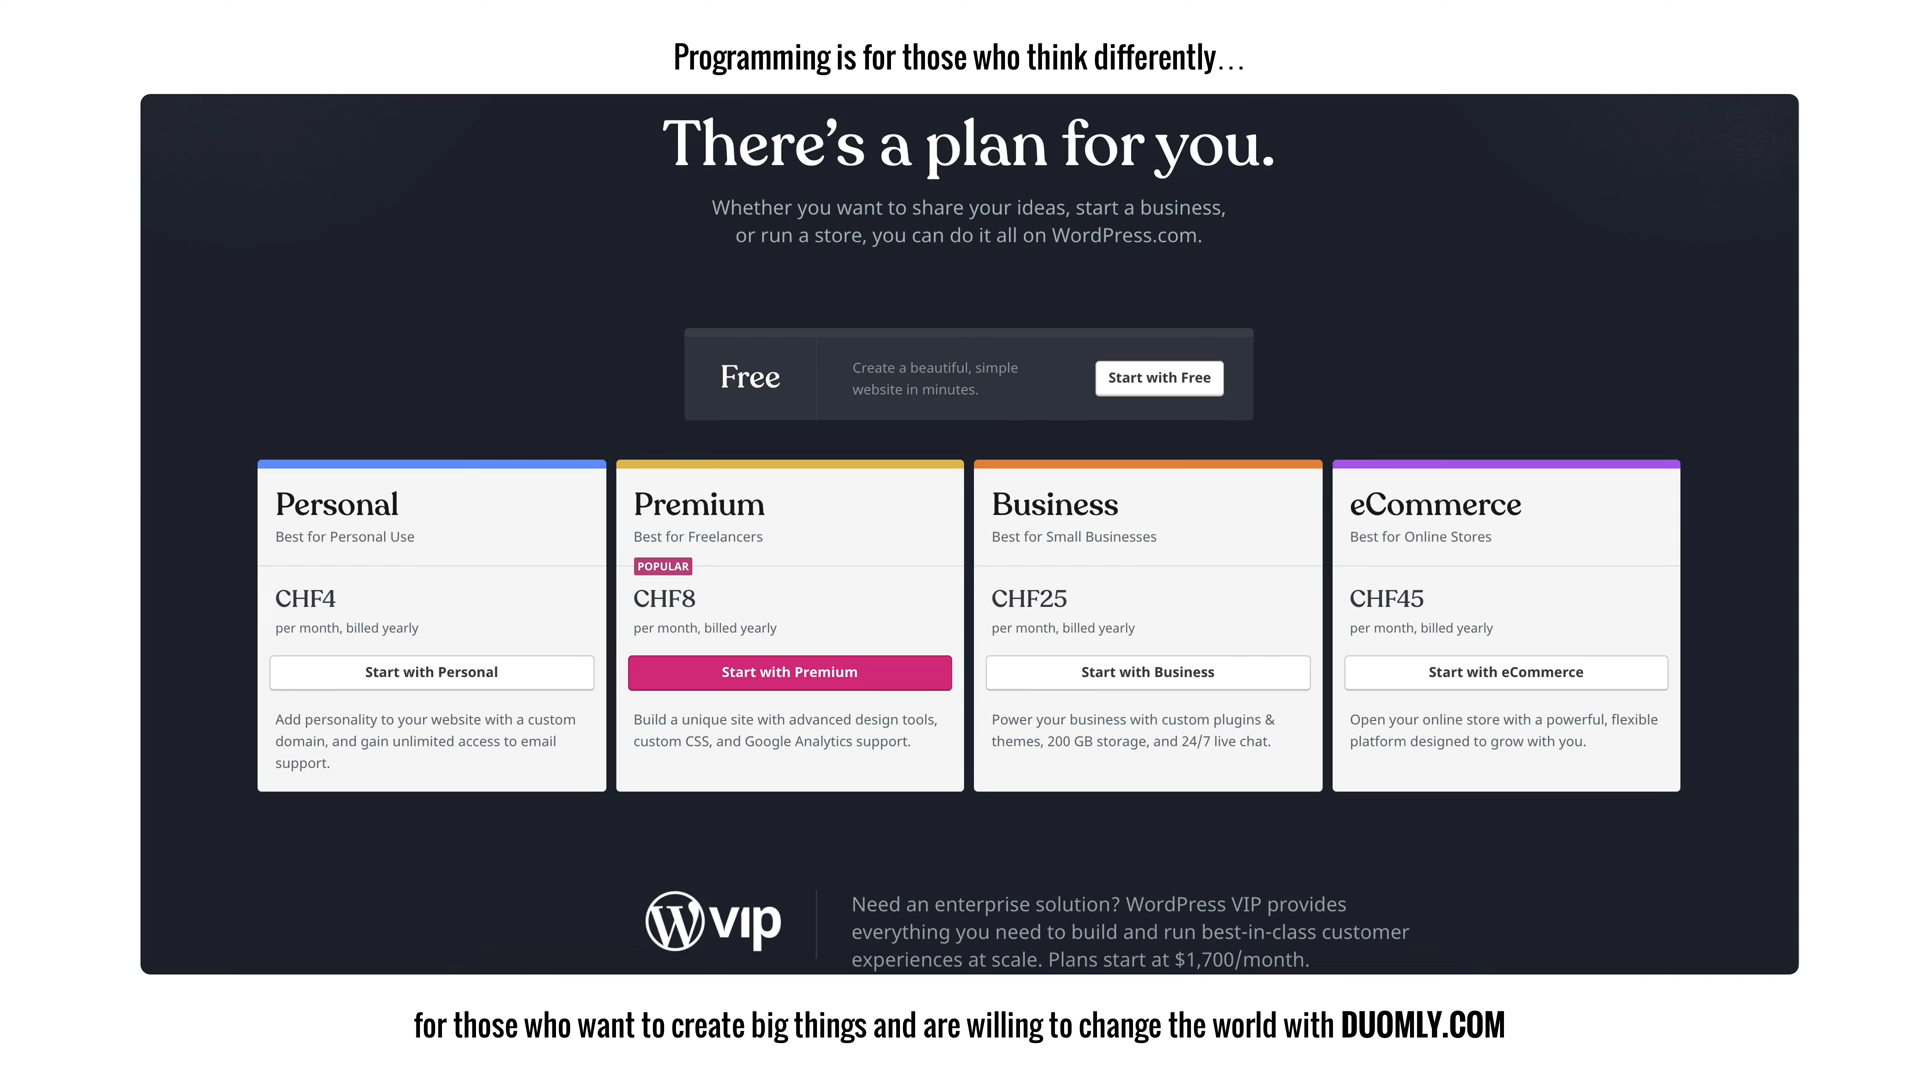 Programming is for those who think differently...
There's a plan for you.
Whether you want to share your ideas, start a business,
or run a store, you can do it all on WordPress.com.
Free
Create a beautiful, simple
website in minutes.
Start with Free
Personal
Best for Personal Use
CHF4
per month, billed yearly
Start with Personal
Add personality to your website with a custom
domain, and gain unlimited access to email
support.
Premium
Best for Freelancers
POPULAR
CHF8
per month, billed yearly
Start with Premium
Build a unique site with advanced design tools,
custom CSS, and Google Analytics support.
Business
Best for Small Businesses
CHF25
per month, billed yearly
Start with Business
Power your business with custom plugins &
themes, 200 GB storage, and 24/7 live chat.
eCommerce
Best for Online Stores
CHF45
per month, billed yearly
Start with eCommerce
Open your online store with a powerful, flexible
platform designed to grow with you.
W vip
Need an enterprise solution? WordPress VIP provides
everything you need to build and run best-in-class customer
experiences at scale. Plans start at $1,700/month.
for those who want to create big things and are willing to change the world with DUOMLY.COM